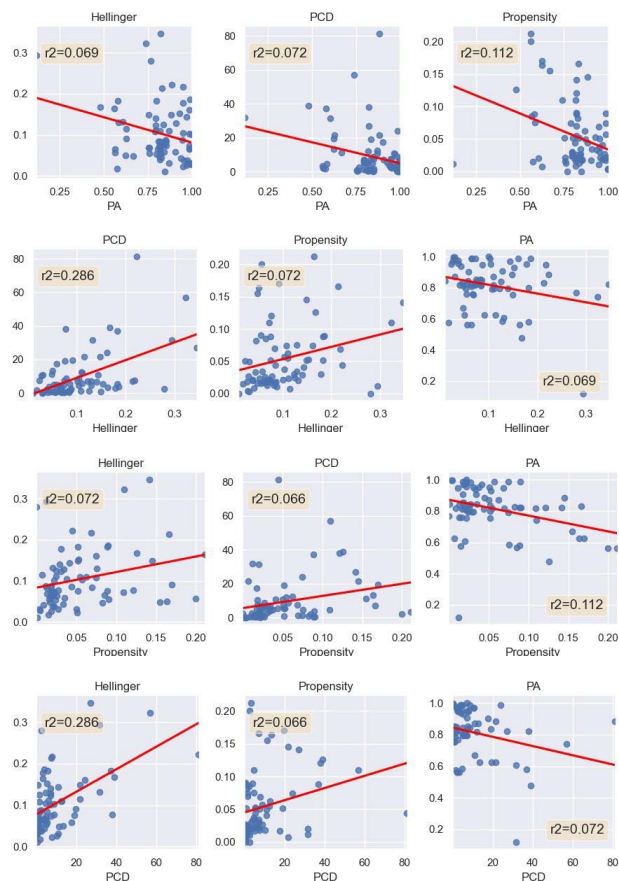 Hellinger PCD Propensity
0.3 80 0.20
r2=0.069 r2=0.072 r2=0.112
60
0.2 0.15
40 0.10
0.1 20 0.05
0.0 0 0.00
0.25 0.50 0.75 1.00 0.25 0.50 0.75 1.00 0.25 0.50 0.75 1.00
PA PA PA
PCD Propensity PA
80 0.20 1.0
r2=0.286 r2=0.072
60 0.15 0.8
40 0.10 0.6
20 0.05 0.4
0 0.00 0.2 r2=0.069
0.1 0.2 0.3 0.1 0.2 0.3 0.1 0.2 0.3
Hellinger Hellinger Hellinger
Hellinger PCD PA
0.3 80 1.0
r2=0.072 r2=0.066
60 0.8
0.2 40 0.6
0.1 20 0.4
0.0 0 0.2 r2=0.112
0.05 0.10 0.15 0.20 0.05 0.10 0.15 0.20 0.05 0.10 0.15 0.20
Propensity Propensity Propensity
Hellinger Propensity PA
0.3 0.20 1.0
r2=0.286 r2=0.066
0.15 0.8
0.2 0.10 0.6
0.1 0.05 0.4
0.0 0.00 0.2 r2=0.072
20 40 60 80 20 40 60 80 20 40 60 80
PCD PCD PCD